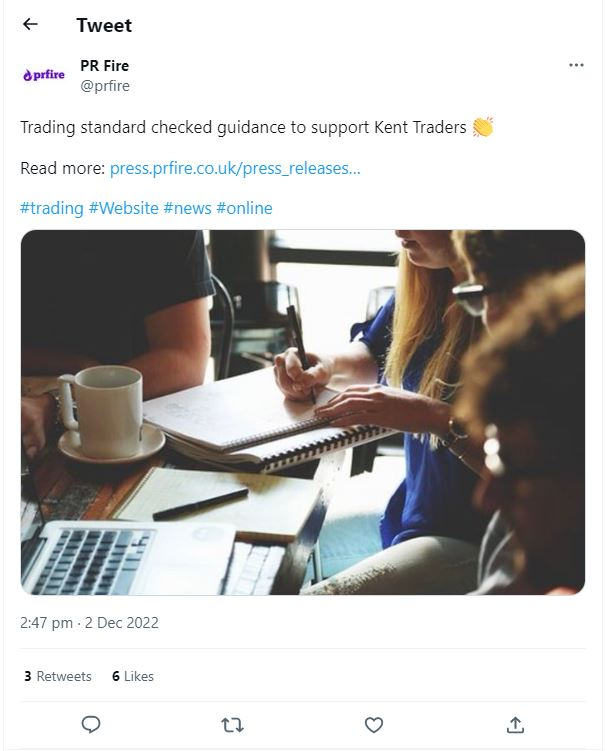 Tweet
prfire
PR Fire
@prfire
Trading standard checked guidance to support Kent Traders 👏
Read more: press.prfire.co.uk/press_releases...
#trading #Website #news #online
2:47 pm · 2 Dec 2022
3 Retweets 6 Likes